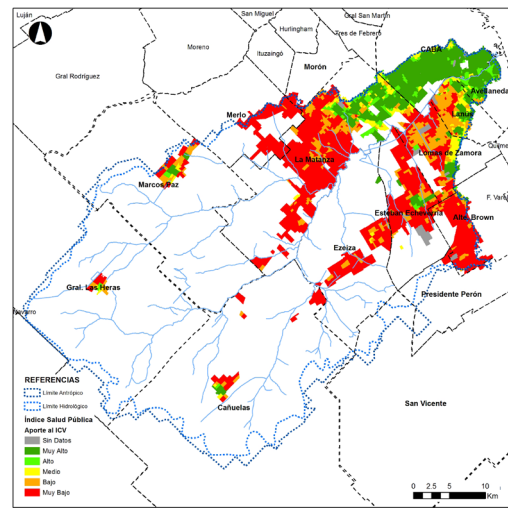 Luján
San Miguel
Gral San Martín
Hurlingham
Tres de Febrero
Moreno
Ituzaingó
CABA
Gral Rodríguez
Morón
Avellaneda
Merlo
Lanús
La Matanza
Lomas de Zamora
Marcos Paz
Esteban Echeverría
Alte. Brown
Ezeiza
Gral. Las Heras
Presidente Perón
Navarro
San Vicente
Cañuelas
REFERENCIAS
Límite Antrópico
Límite Hidrológico
Índice Salud Pública
Aporte al ICV
Sin Datos
Muy Alto
Alto
Medio
Bajo
Muy Bajo
0 2.5 5 10
Km